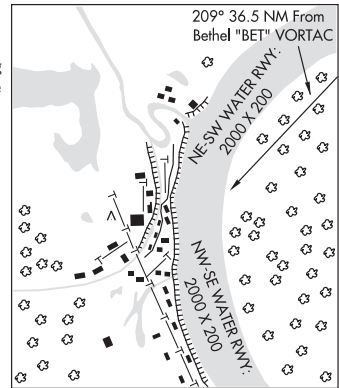 209° 36.5 NM From
Bethel "BET" VORTAC
NE-SW WATER RWY:
2000 X 200
NW-SE WATER RWY:
2000 X 200